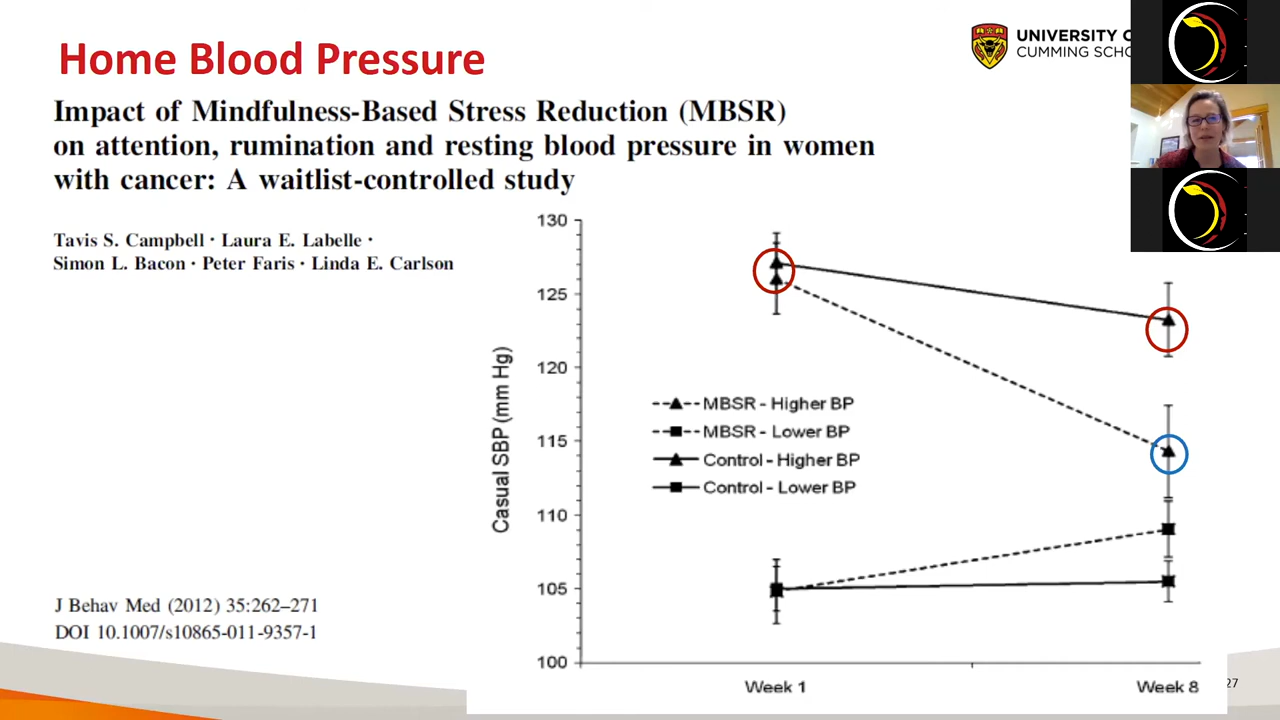 Home Blood Pressure
UNIVERSITY
CUMMING
Impact of Mindfulness-Based Stress Reduction (MBSR)
on attention, rumination and resting blood pressure in women
with cancer: A waitlist-controlled study
Tavis S. Campbell · Laura E. Labelle ·
Simon L. Bacon · Peter Faris · Linda E. Carlson
130
125
120
115
110
105
100
Casual SBP (mm Hg)
MBSR - Higher BP
MBSR - Lower BP
Control - Higher BP
Control - Lower BP
Week 1
Week 8
J Behav Med (2012) 35:262–271
DOI 10.1007/s10865-011-9357-1
27